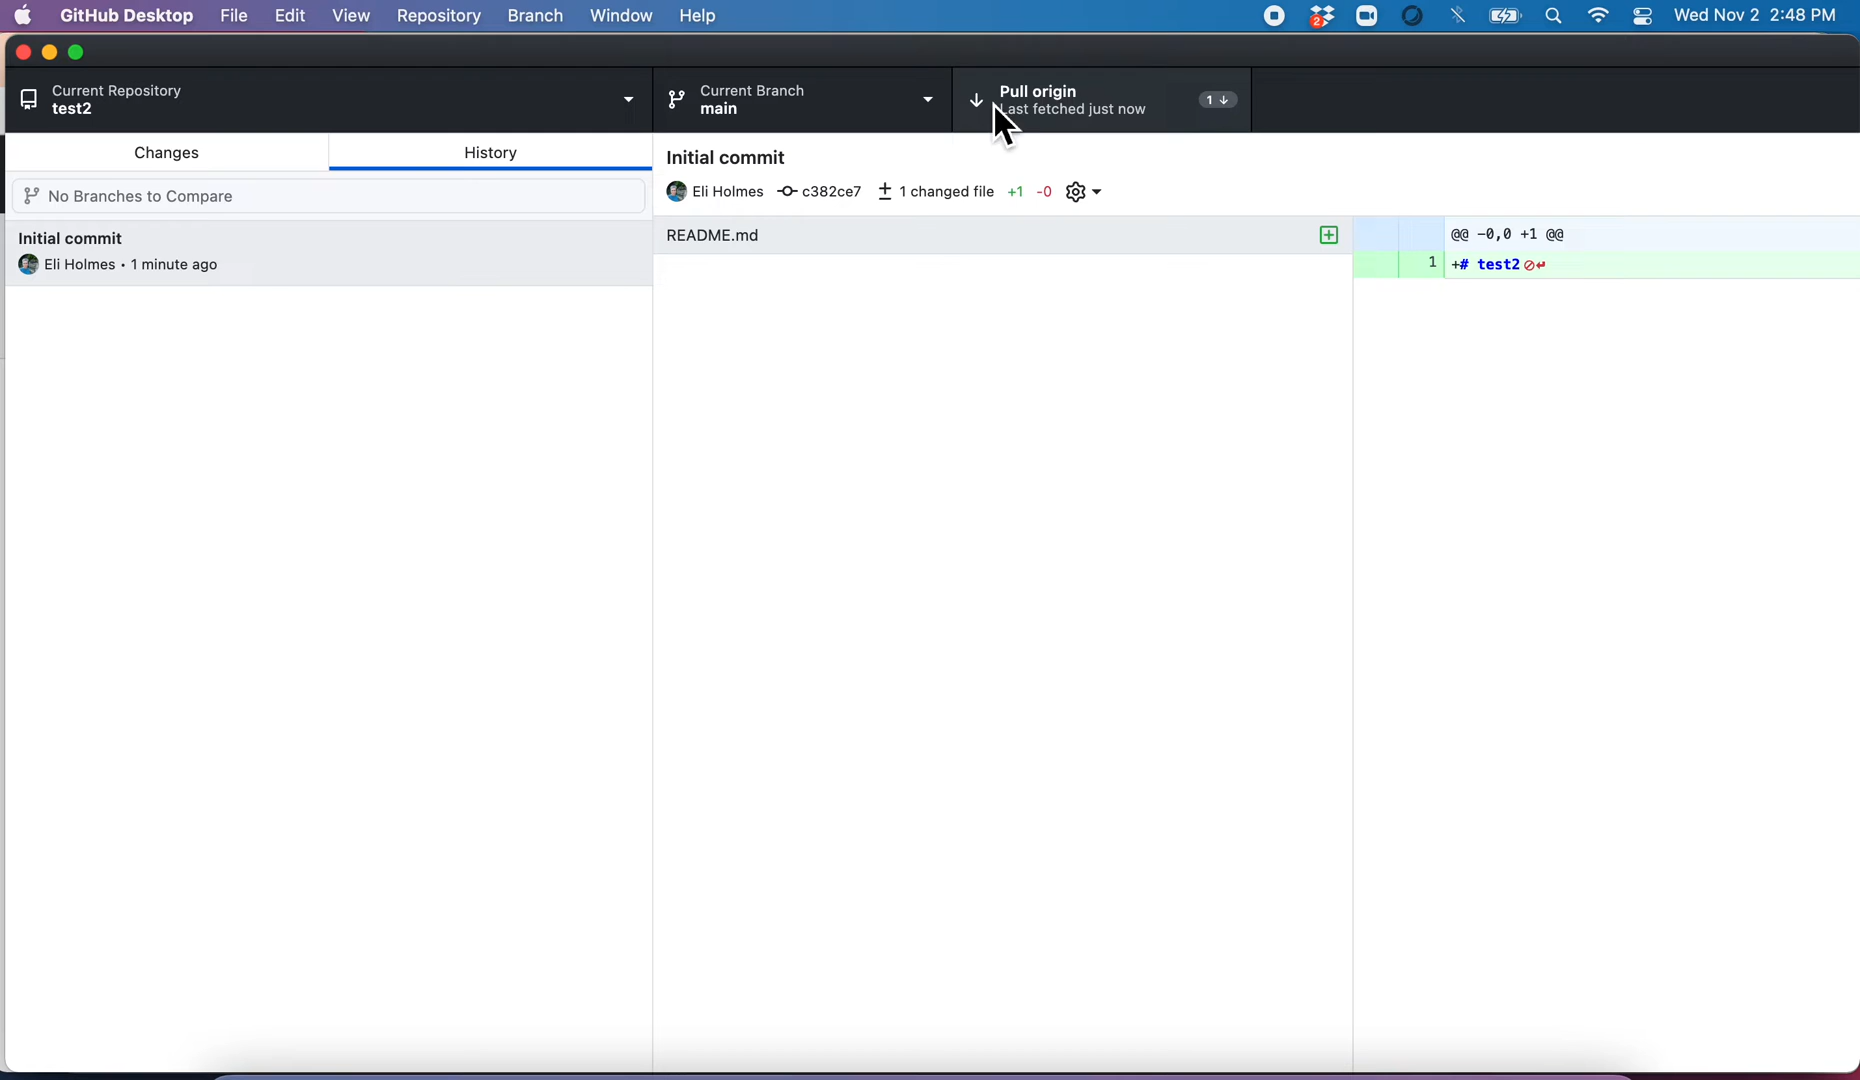 GitHub Desktop File Edit View Repository Branch Window Help 2 Wed Nov 2 2:48 PM
Current Repository
test2
Current Branch
main
Pull origin
Last fetched just now
1
Changes
History
No Branches to Compare
Initial commit
Eli Holmes • 1 minute ago
Initial commit
Eli Holmes c382ce7 1 changed file +1 -0
README.md
@@ -0,0 +1 @@
1 +# test2